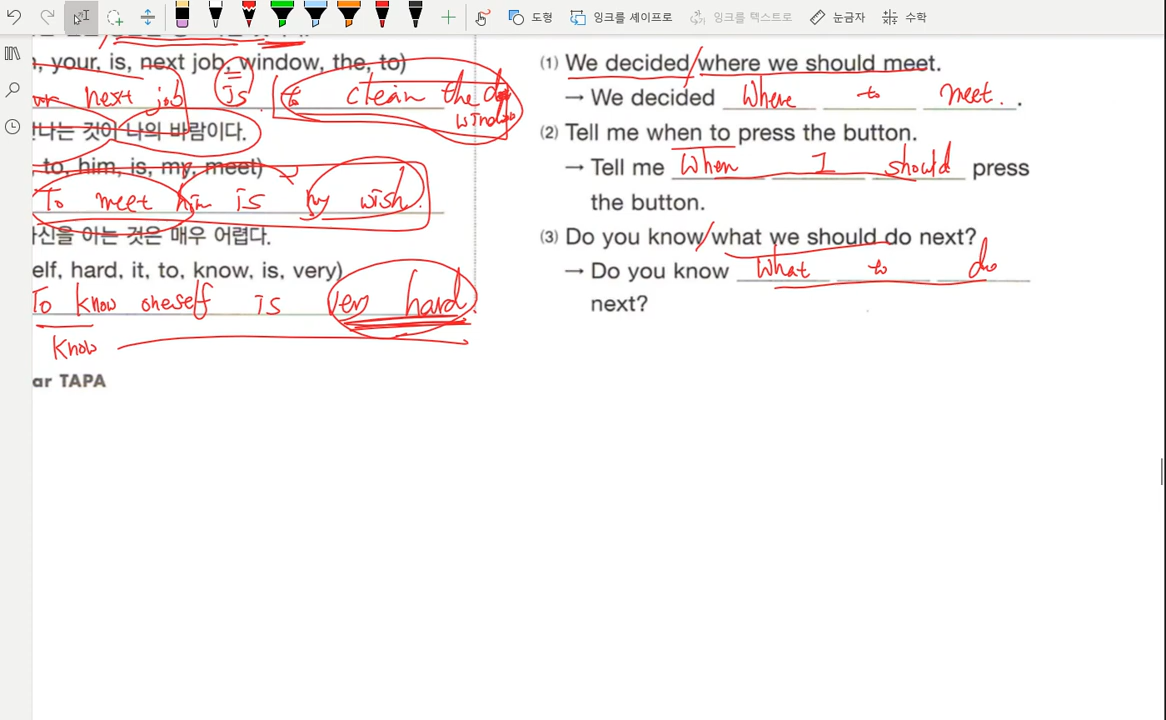 도형
잉크를 셰이프로
잉크를 텍스트로
눈금자
수학
, your, is, next job, window, the, to)
next job is to clean the
window
나는 것이 나의 바람이다.
to, him, is, my, meet)
To meet him is my wish.
신을 아는 것은 매우 어렵다.
elf, hard, it, to, know, is, very)
To know oneself is very hard.
know
ar TAPA
(1) We decided/where we should meet.
→ We decided Where to meet. .
(2) Tell me when to press the button.
→ Tell me When I should press
the button.
(3) Do you know/what we should do next?
→ Do you know What to do
next?